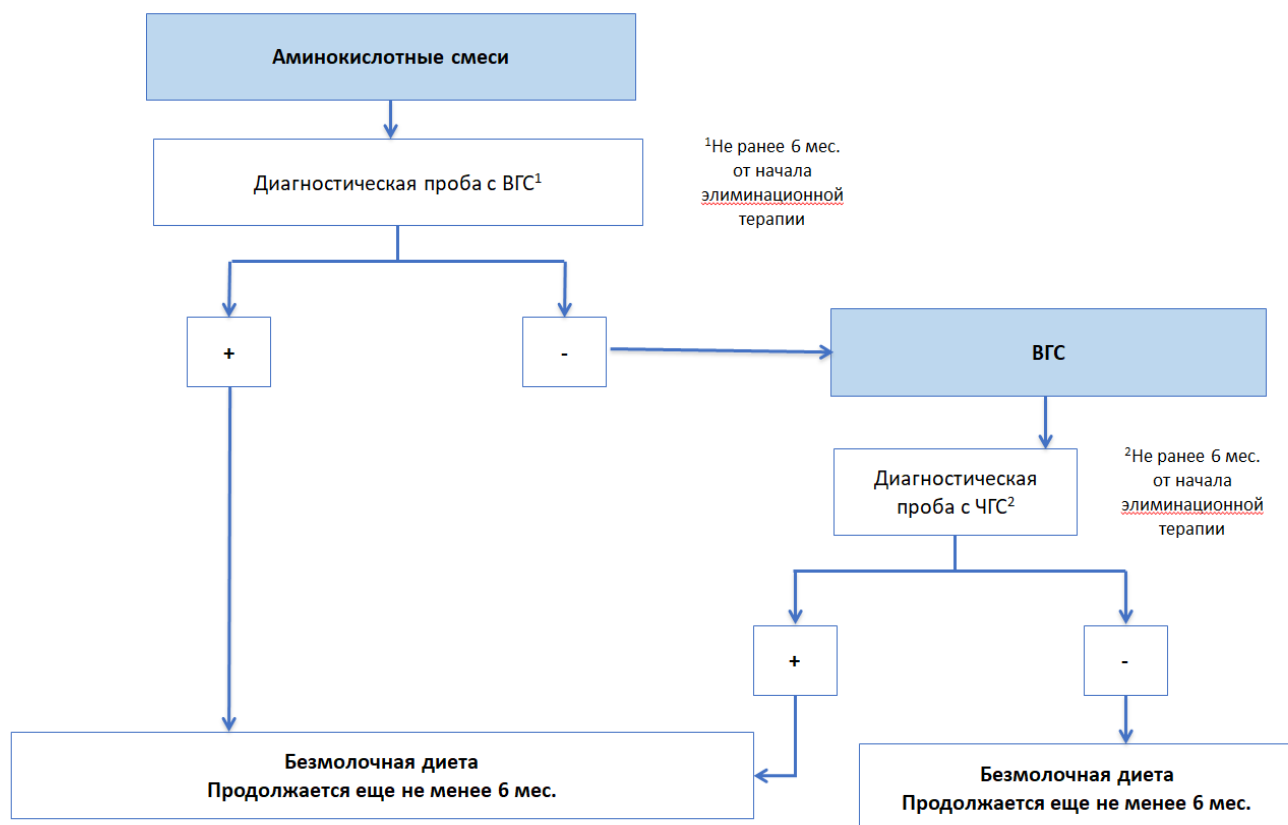 Аминокислотные смеси
Диагностическая проба с ВГС¹
¹Не ранее 6 мес.
от начала
элиминационной
терапии
+
-
ВГС
Диагностическая
проба с ЧГС²
²Не ранее 6 мес.
от начала
элиминационной
терапии
+
-
Безмолочная диета
Продолжается еще не менее 6 мес.
Безмолочная диета
Продолжается еще не менее 6 мес.